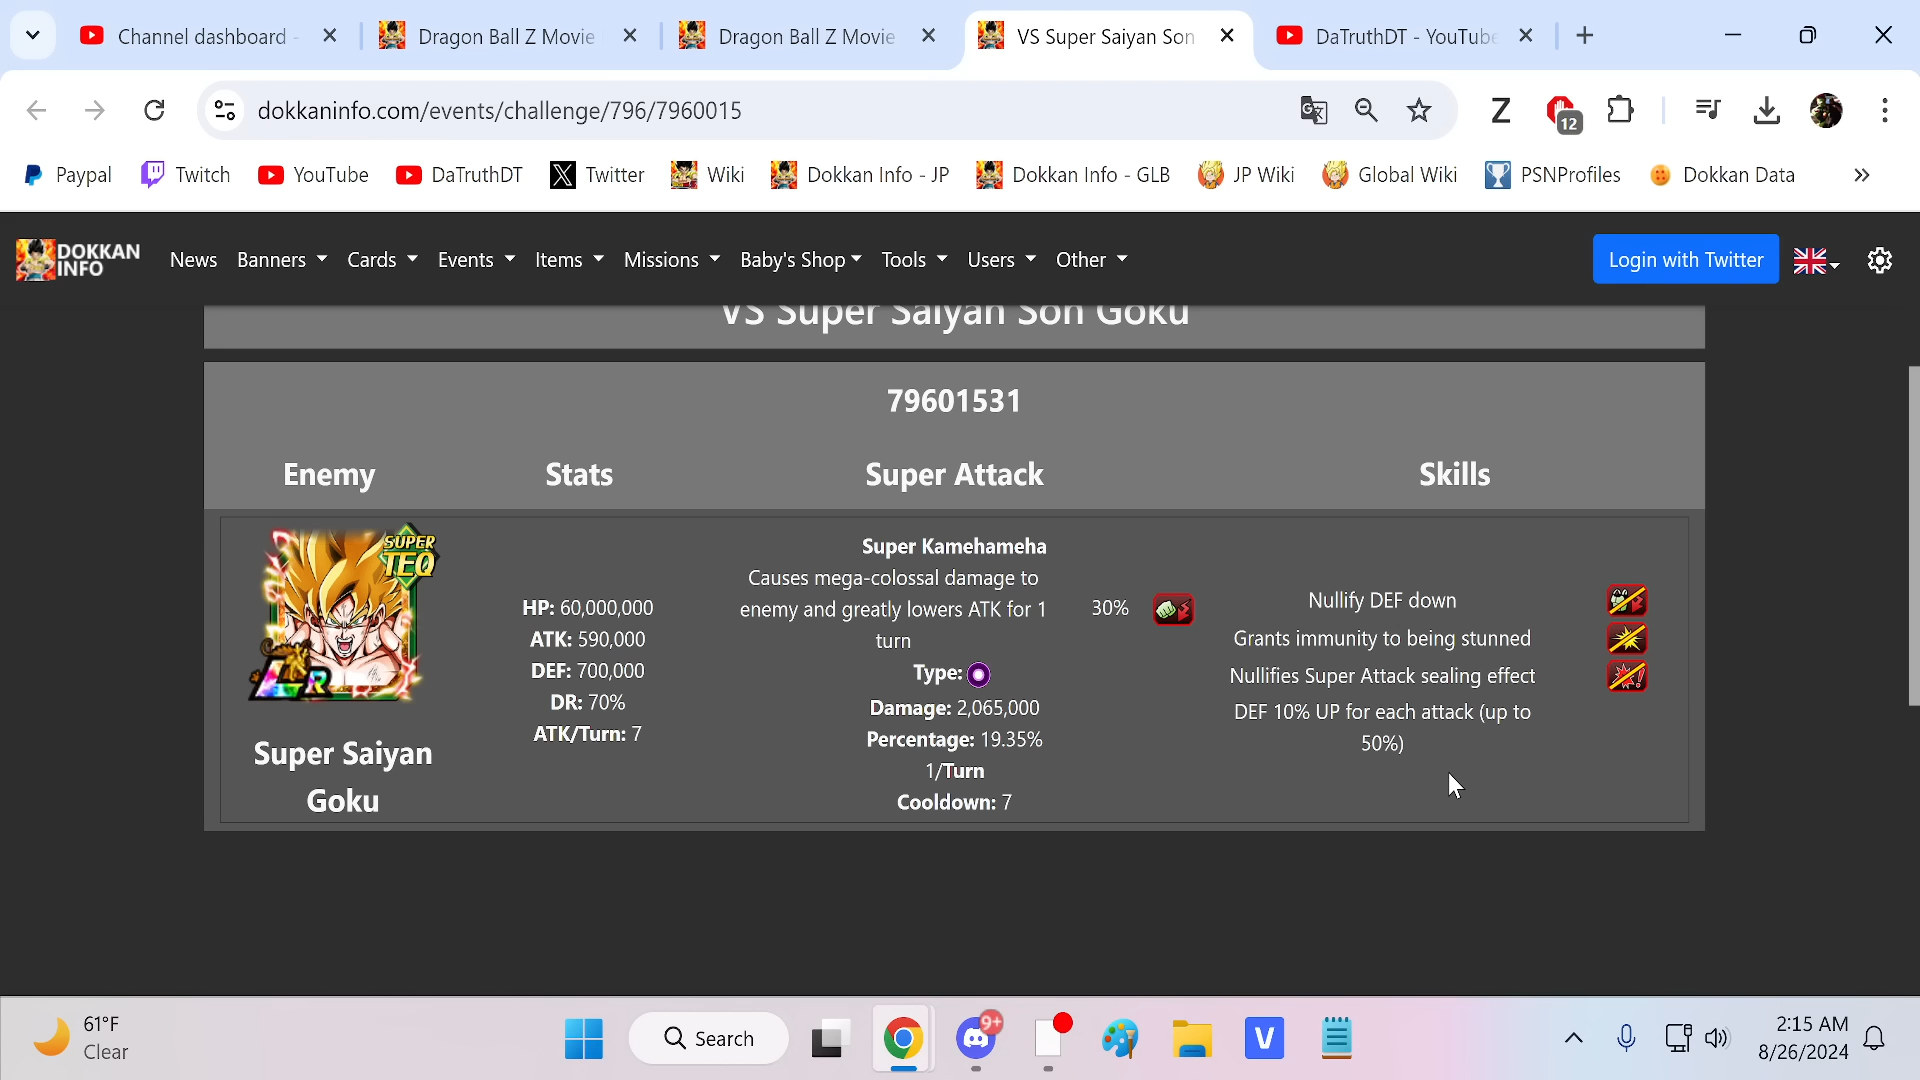 Channel dashboard -
Dragon Ball Z Movie
Dragon Ball Z Movie
VS Super Saiyan Son
DaTruthDT - YouTube
dokkaninfo.com/events/challenge/796/7960015
Z
12
Paypal
Twitch
YouTube
DaTruthDT
Twitter
Wiki
Dokkan Info - JP
Dokkan Info - GLB
JP Wiki
Global Wiki
PSNProfiles
Dokkan Data
»
DOKKAN
INFO
News
Banners
Cards
Events
Items
Missions
Baby's Shop
Tools
Users
Other
Login with Twitter
VS Super Saiyan Son Goku
79601531
Enemy
Stats
Super Attack
Skills
SUPER
TEQ
LR
Super Saiyan
Goku
HP: 60,000,000
ATK: 590,000
DEF: 700,000
DR: 70%
ATK/Turn: 7
Super Kamehameha
Causes mega-colossal damage to
enemy and greatly lowers ATK for 1
turn
30%
Type:
Damage: 2,065,000
Percentage: 19.35%
1/Turn
Cooldown: 7
Nullify DEF down
Grants immunity to being stunned
Nullifies Super Attack sealing effect
DEF 10% UP for each attack (up to
50%)
61°F
Clear
Search
9+
V
2:15 AM
8/26/2024